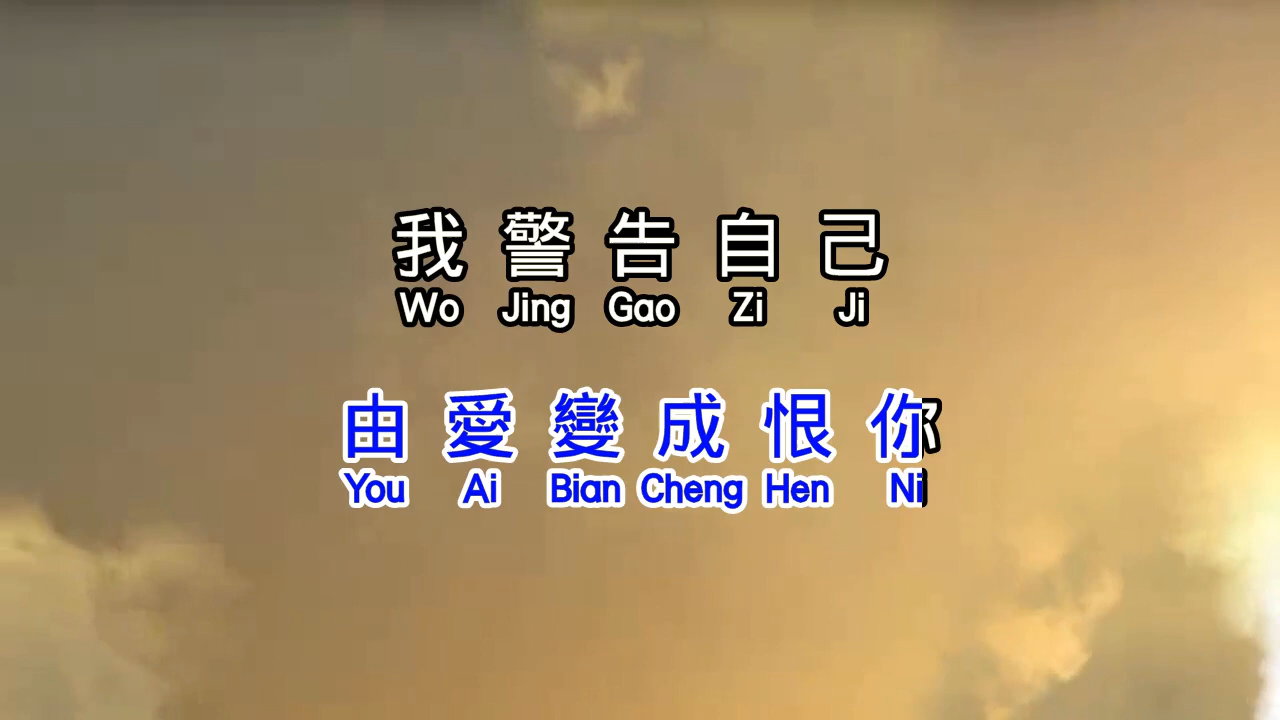 我 警 告 自 己
Wo Jing Gao Zi Ji
由 愛 變 成 恨 你
You Ai Bian Cheng Hen Ni